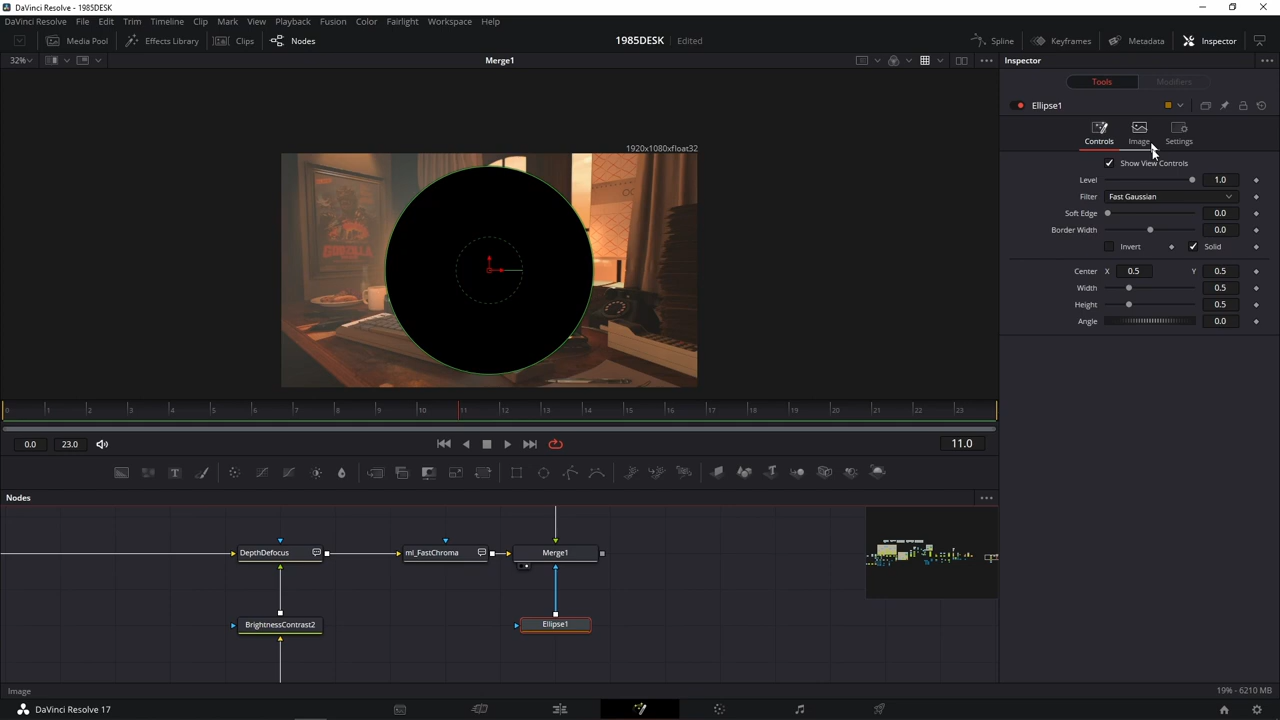 DaVinci Resolve - 1985DESK
DaVinci Resolve File Edit Trim Timeline Clip Mark View Playback Fusion Color Fairlight Workspace Help
Media Pool Effects Library Clips Nodes 1985DESK Edited Spline Keyframes Metadata Inspector
32% Merge1 Inspector
Tools Modifiers
Ellipse1
Controls Image Settings
1920x1080xfloat32
Show View Controls
Level 1.0
Filter Fast Gaussian
Soft Edge 0.0
Border Width 0.0
Invert Solid
Center X 0.5 Y 0.5
Width 0.5
Height 0.5
Angle 0.0
GODZILLA
0 1 2 3 4 5 6 7 8 9 10 11 12 13 14 15 16 17 18 19 20 21 22 23
0.0 23.0 11.0
Nodes
DepthDefocus ml_FastChroma Merge1
BrightnessContrast2 Ellipse1
Image 19% - 6210 MB
DaVinci Resolve 17